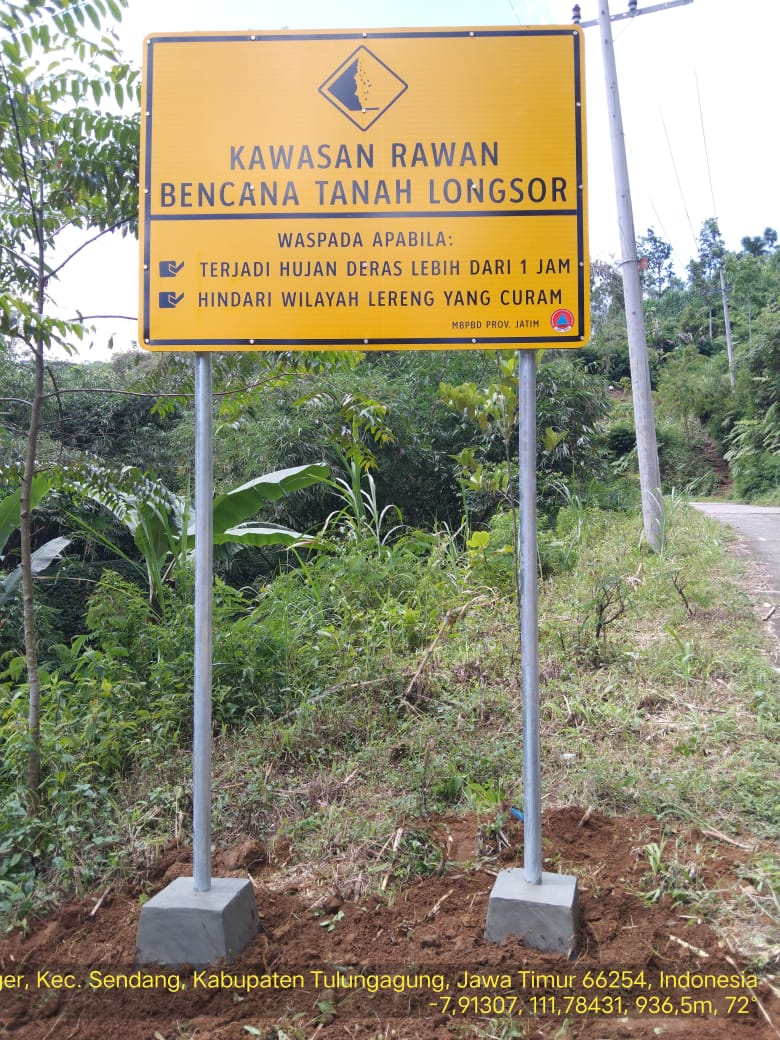 KAWASAN RAWAN
BENCANA TANAH LONGSOR
WASPADA APABILA:
TERJADI HUJAN DERAS LEBIH DARI 1 JAM
HINDARI WILAYAH LERENG YANG CURAM
MBPBD PROV. JATIM
Kec. Sendang, Kabupaten Tulungagung, Jawa Timur 66254, Indonesia
-7,91307, 111,78431, 936,5m, 72°